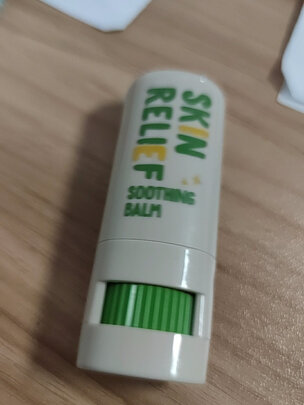 SKIN
RELIEF
SOOTHING
BALM